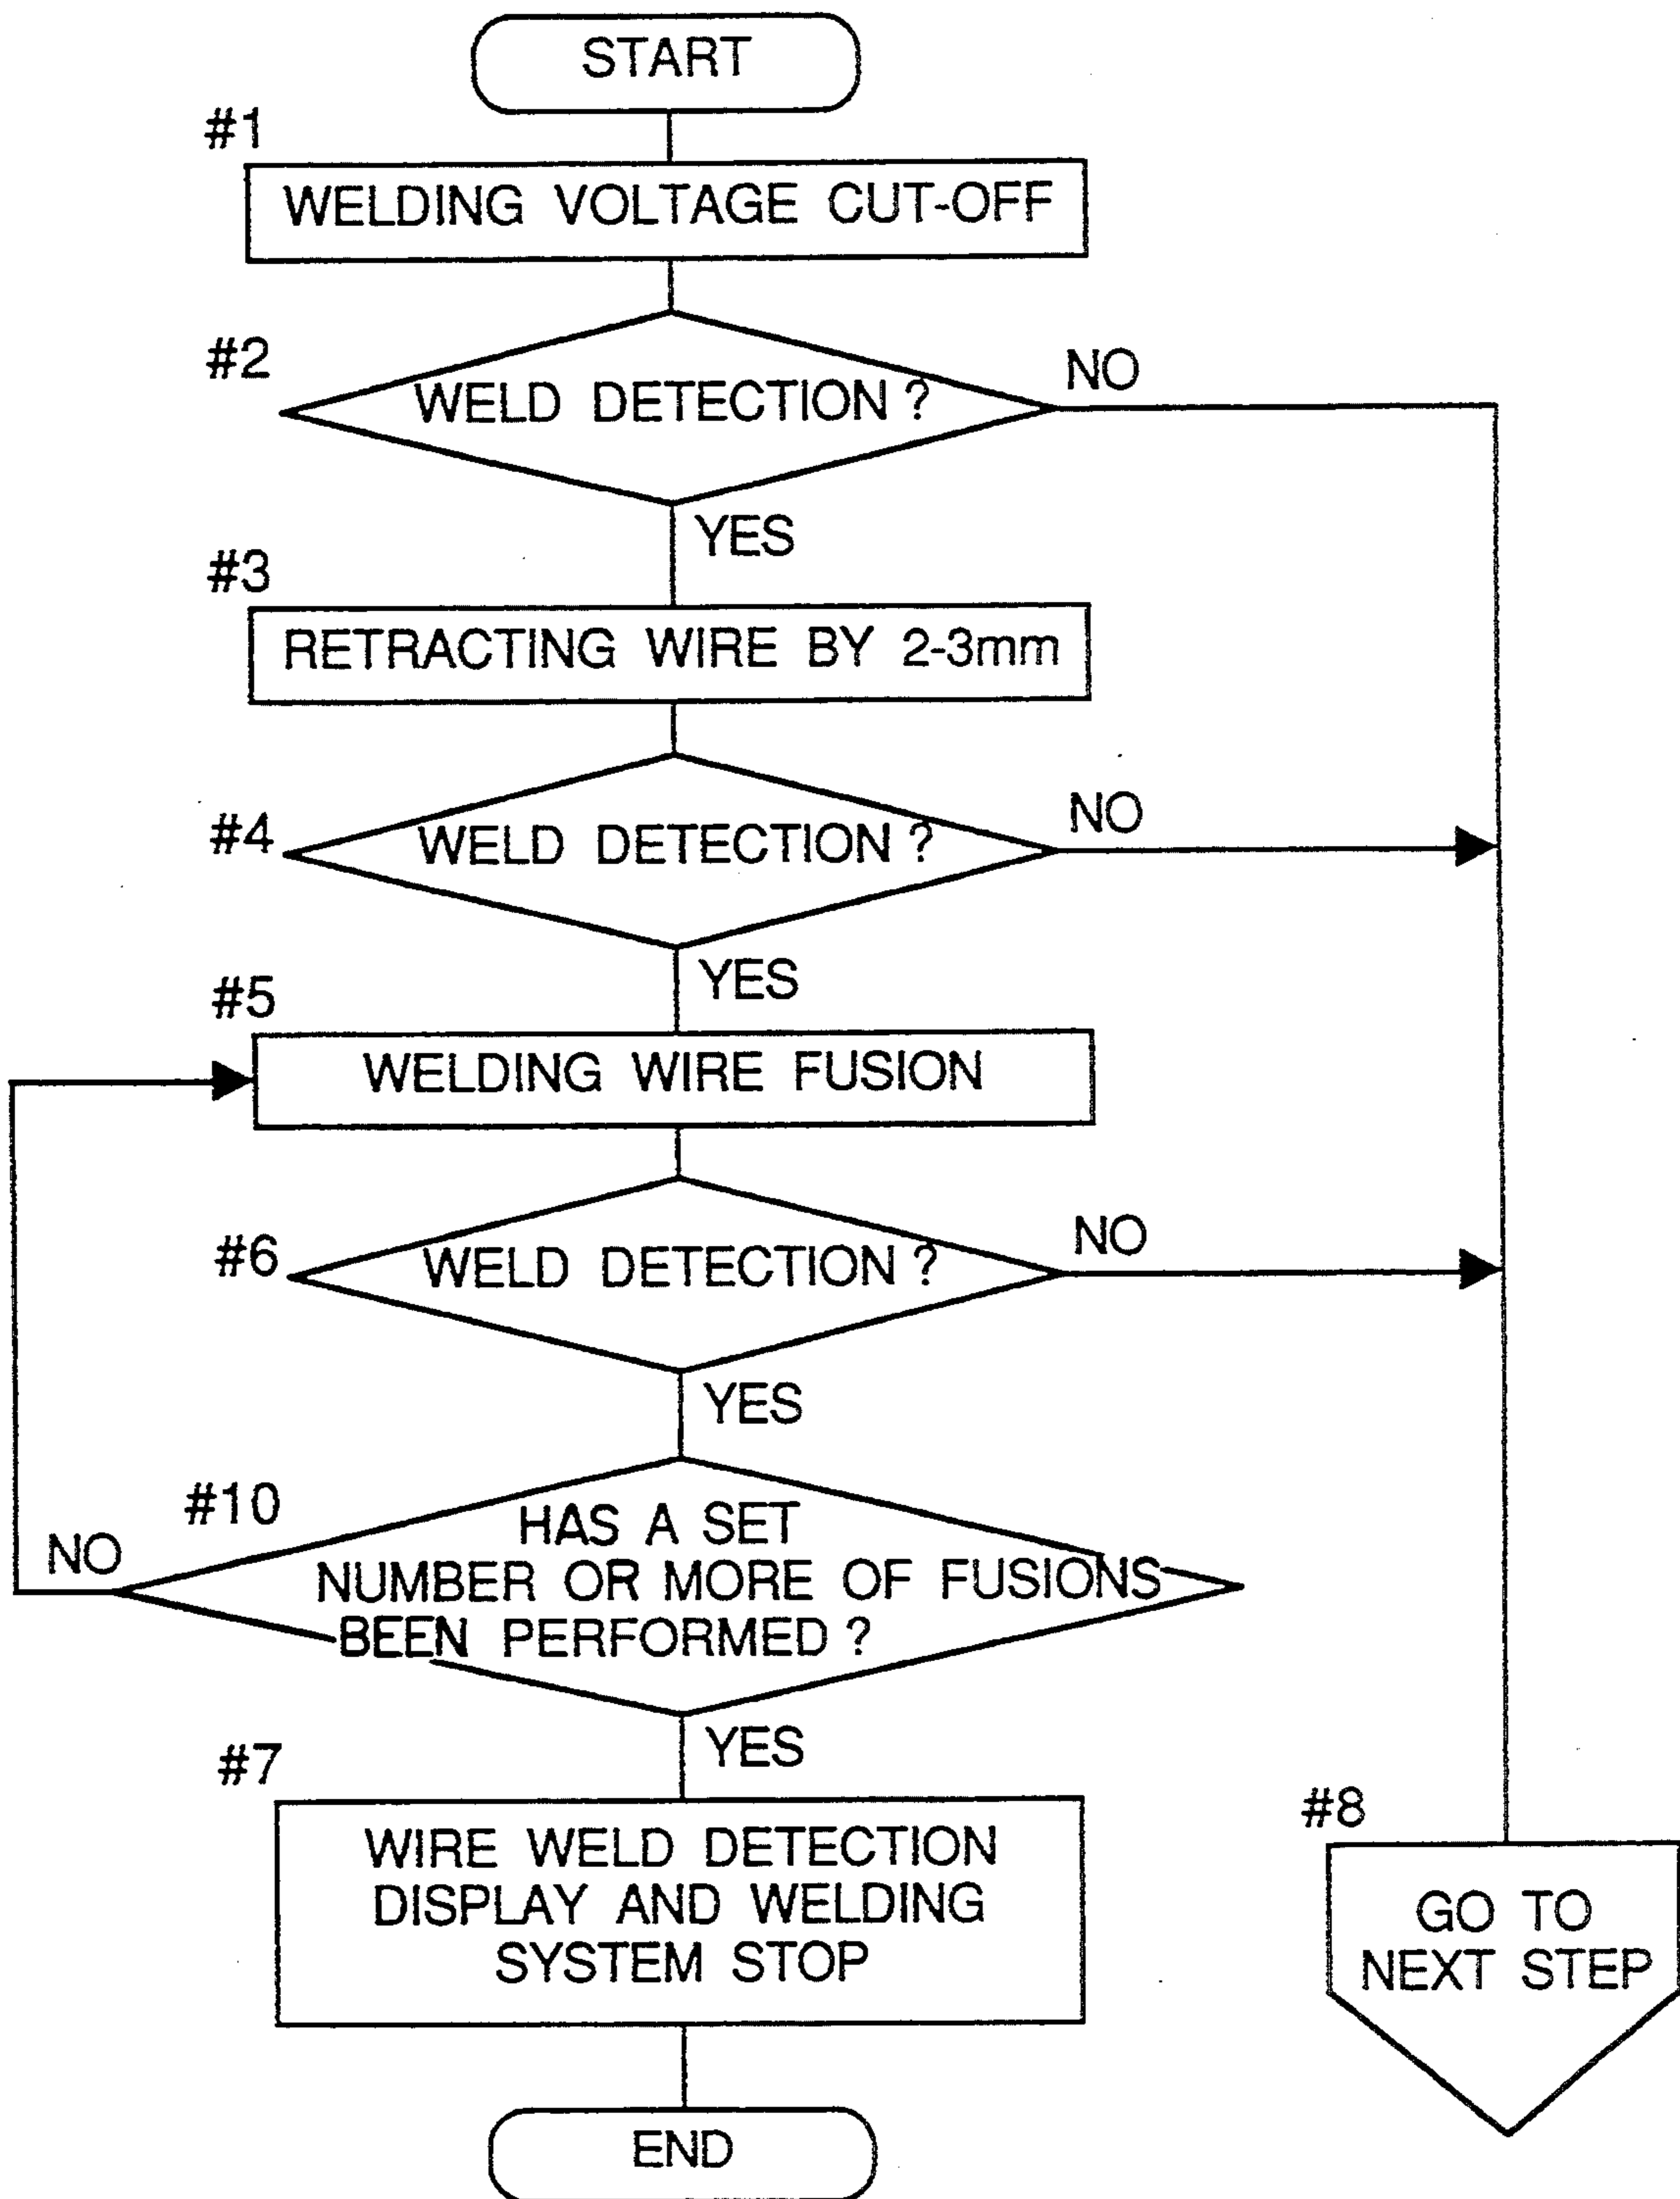 START
#1
WELDING VOLTAGE CUT-OFF
#2
WELD DETECTION ?
NO
YES
#3
RETRACTING WIRE BY 2-3mm
#4
WELD DETECTION ?
NO
YES
#5
WELDING WIRE FUSION
#6
WELD DETECTION ?
NO
YES
#10
HAS A SET
NUMBER OR MORE OF FUSIONS
BEEN PERFORMED ?
NO
YES
#7
WIRE WELD DETECTION
DISPLAY AND WELDING
SYSTEM STOP
#8
GO TO
NEXT STEP
END